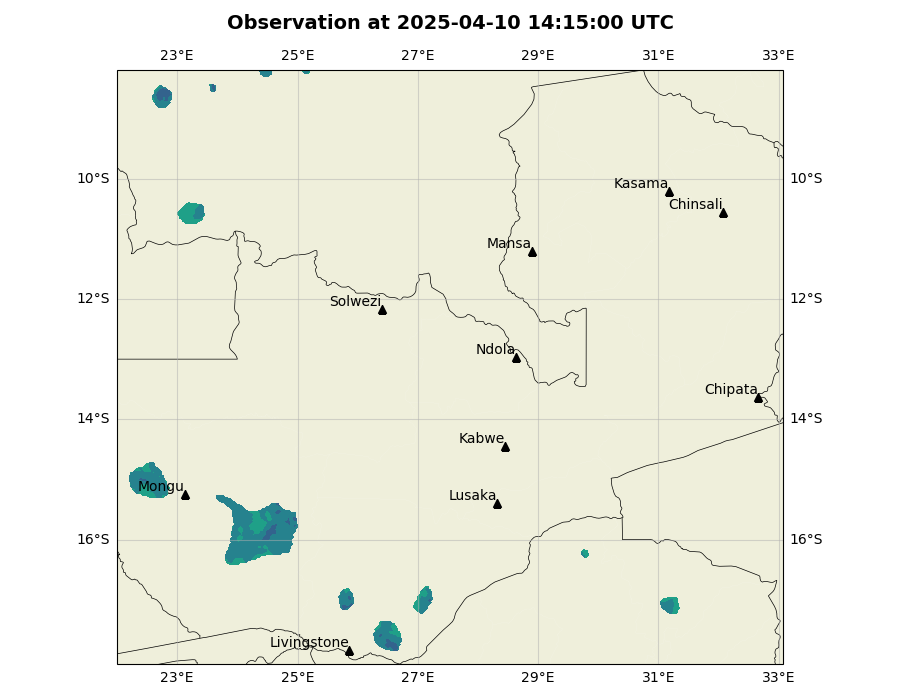 Observation at 2025-04-10 14:15:00 UTC
23°E 25°E 27°E 29°E 31°E 33°E
10°S 10°S
Kasama
Chinsali
Mansa
12°S 12°S
Solwezi
Ndola
Chipata
14°S 14°S
Kabwe
Mongu
Lusaka
16°S 16°S
Livingstone
23°E 25°E 27°E 29°E 31°E 33°E